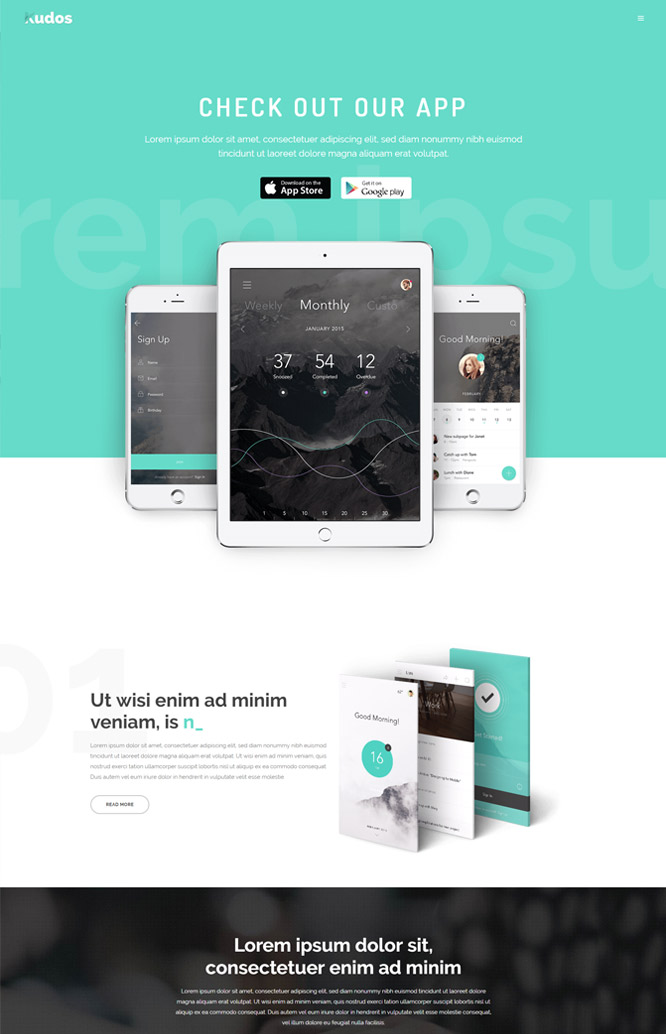 Kudos
CHECK OUT OUR APP
Lorem ipsum dolor sit amet, consectetuer adipiscing elit, sed diam nonummy nibh euismod
tincidunt ut laoreet dolore magna aliquam erat volutpat.
Download on the
App Store
Get it on
Google play
rem ipsu
Sign Up
Name
Email
Password
Birthday
Sign In
Weekly Monthly Custo
JANUARY 2015
37 54 12
Snoozed Completed Overdue
1 5 10 15 20 25 30
Good Morning!
FEBRUARY
View subpage for Janet
Catch up with Tom
Lunch with Diane
01
Ut wisi enim ad minim
veniam, is n_
Lorem ipsum dolor sit amet, consectetuer adipiscing elit, sed diam nonummy
nibh euismod tincidunt ut laoreet dolore magna aliquam erat volutpat. Ut wisi enim ad minim veniam, quis
nostrud exerci tation ullamcorper suscipit lobortis nisl ut aliquip ex ea commodo consequat.
Duis autem vel eum iriure dolor in hendrerit in vulputate velit esse molestie
READ MORE
Good Morning!
16
List
Work
Sign In
Lorem ipsum dolor sit,
consectetuer enim ad minim
Lorem ipsum dolor sit amet, consectetuer adipiscing elit, sed diam nonummy nibh euismod
tincidunt ut laoreet dolore magna aliquam erat volutpat.
Ut wisi enim ad minim veniam, quis nostrud exerci tation ullamcorper suscipit lobortis
nisl ut aliquip ex ea commodo consequat. Duis autem vel eum iriure dolor in hendrerit in vulputate velit esse molestie consequat,
vel illum dolore eu feugiat nulla facilisis.